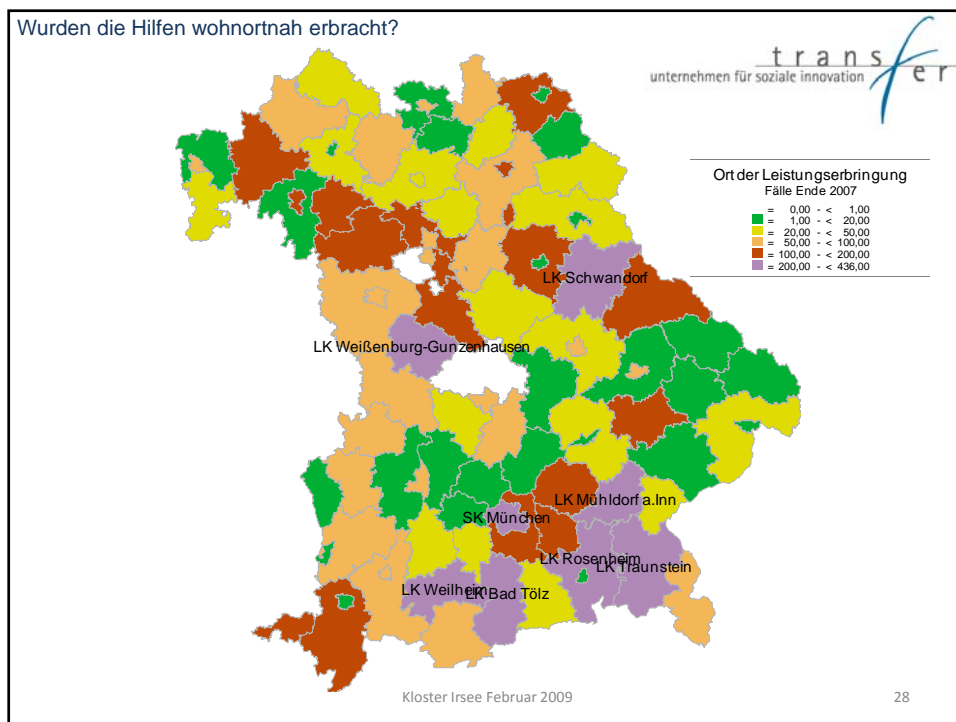 Wurden die Hilfen wohnortnah erbracht?
transfer
unternehmen für soziale innovation
Ort der Leistungserbringung
Fälle Ende 2007
= 0,00 - < 1,00
= 1,00 - < 20,00
= 20,00 - < 50,00
= 50,00 - < 100,00
= 100,00 - < 200,00
= 200,00 - < 436,00
LK Schwandorf
LK Weißenburg-Gunzenhausen
LK Mühldorf a.Inn
SK München
LK Rosenheim
LK Traunstein
LK Weilheim
LK Bad Tölz
Kloster Irsee Februar 2009
28